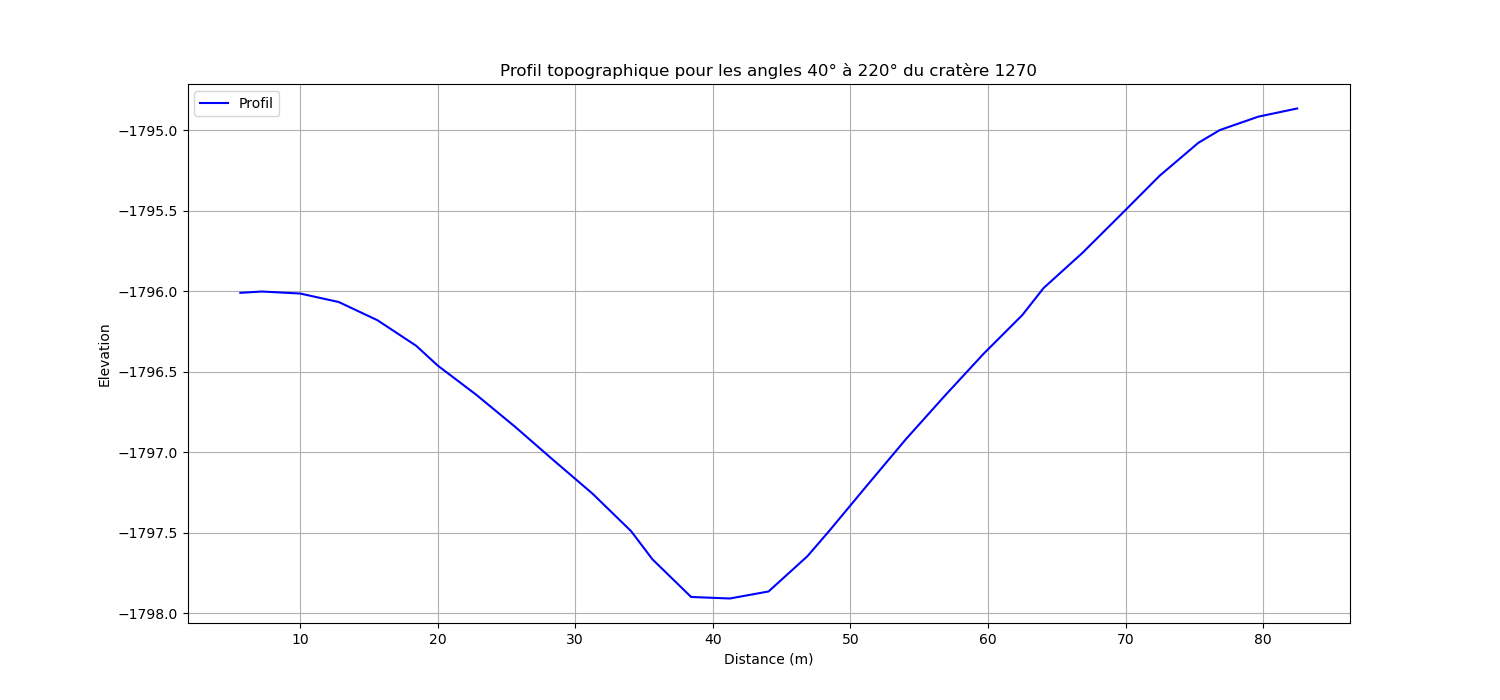 Profil topographique pour les angles 40° à 220° du cratère 1270
Profil
−1795.0
−1795.5
−1796.0
−1796.5
−1797.0
−1797.5
−1798.0
Elevation
10 20 30 40 50 60 70 80
Distance (m)